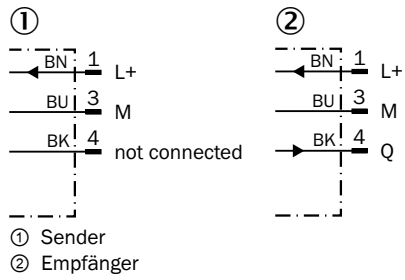 ① ②
BN 1 L+ BN 1 L+
BU 3 M BU 3 M
BK 4 not connected BK 4 Q
① Sender
② Empfänger